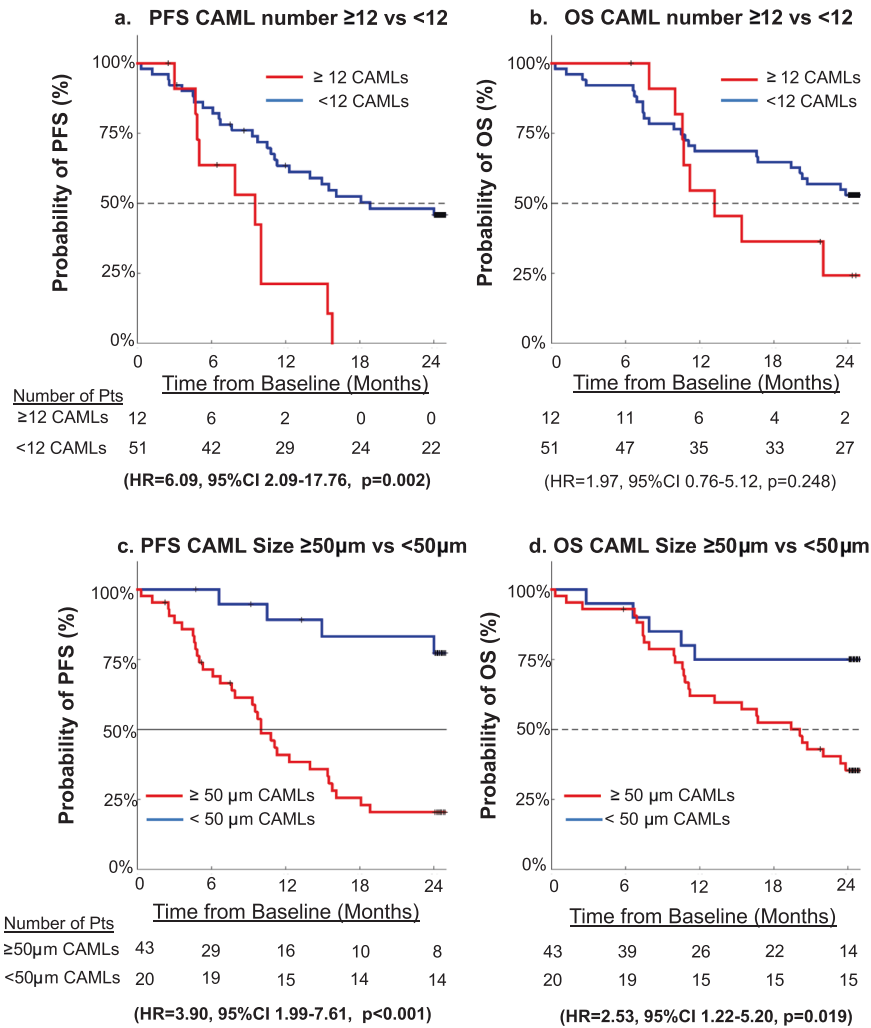 a. PFS CAML number ≥12 vs <12
Probability of PFS (%)
100%
75%
50%
25%
0%
≥ 12 CAMLs
<12 CAMLs
0 6 12 18 24
Time from Baseline (Months)
Number of Pts
≥12 CAMLs 12 6 2 0 0
<12 CAMLs 51 42 29 24 22
(HR=6.09, 95%CI 2.09-17.76, p=0.002)
b. OS CAML number ≥12 vs <12
Probability of OS (%)
100%
75%
50%
25%
0%
≥ 12 CAMLs
<12 CAMLs
0 6 12 18 24
Time from Baseline (Months)
12 11 6 4 2
51 47 35 33 27
(HR=1.97, 95%CI 0.76-5.12, p=0.248)
c. PFS CAML Size ≥50µm vs <50µm
Probability of PFS (%)
100%
75%
50%
25%
0%
≥ 50 µm CAMLs
< 50 µm CAMLs
0 6 12 18 24
Time from Baseline (Months)
Number of Pts
≥50µm CAMLs 43 29 16 10 8
<50µm CAMLs 20 19 15 14 14
(HR=3.90, 95%CI 1.99-7.61, p<0.001)
d. OS CAML Size ≥50µm vs <50µm
Probability of OS (%)
100%
75%
50%
25%
0%
≥ 50 µm CAMLs
< 50 µm CAMLs
0 6 12 18 24
Time from Baseline (Months)
43 39 26 22 14
20 19 15 15 15
(HR=2.53, 95%CI 1.22-5.20, p=0.019)